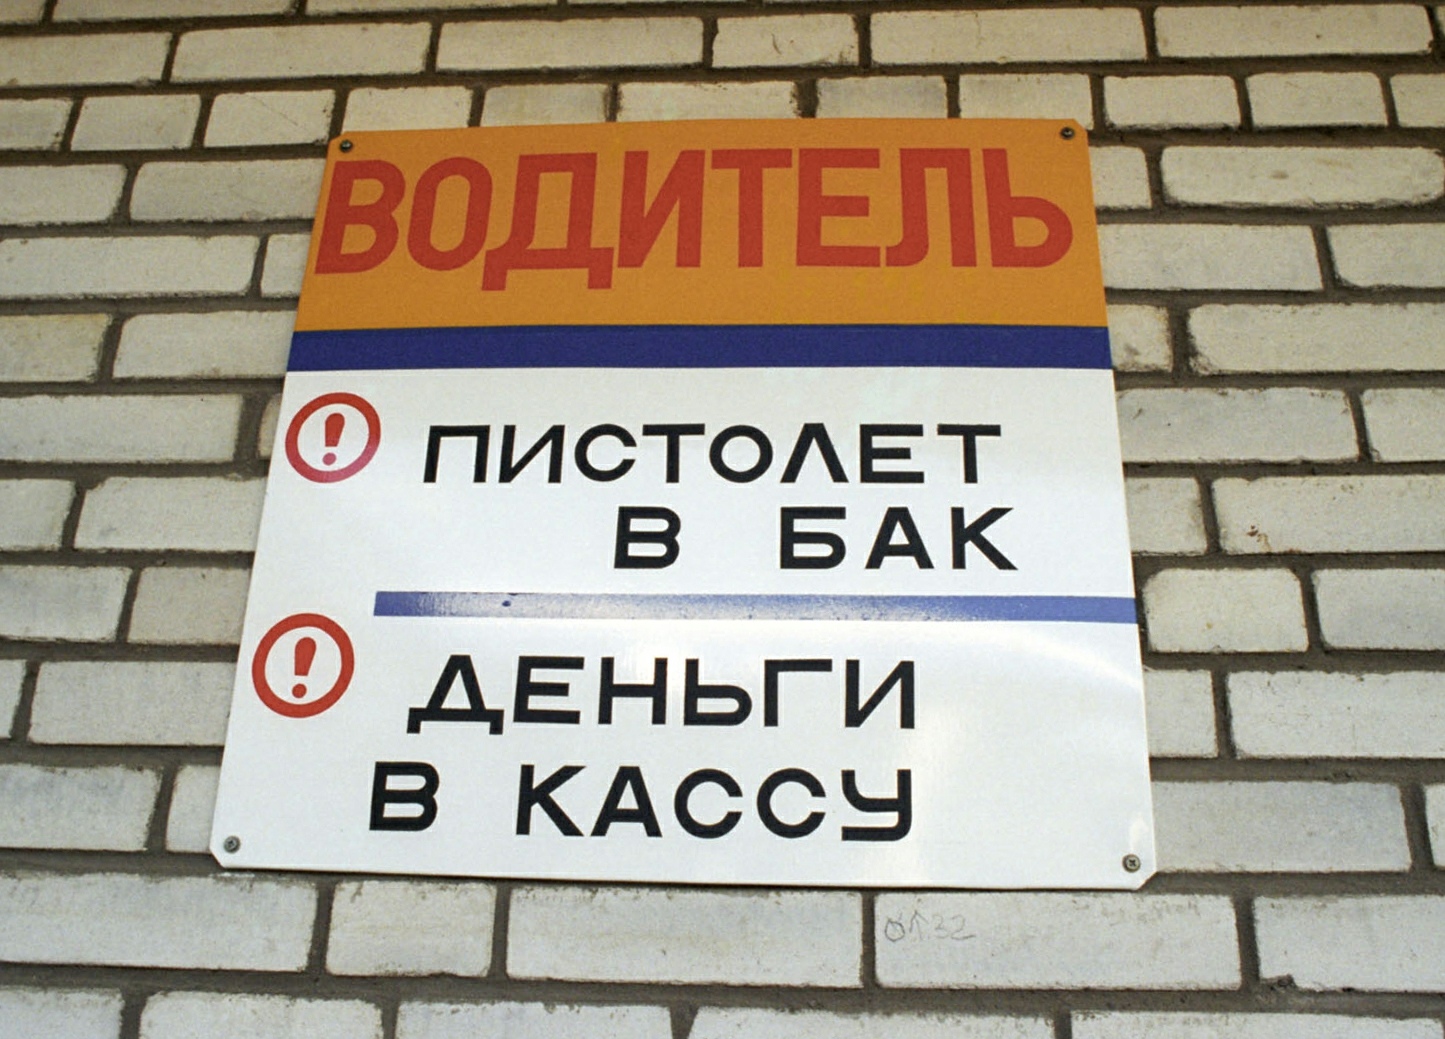 ВОДИТЕЛЬ
ПИСТОЛЕТ
В БАК
ДЕНЬГИ
В КАССУ